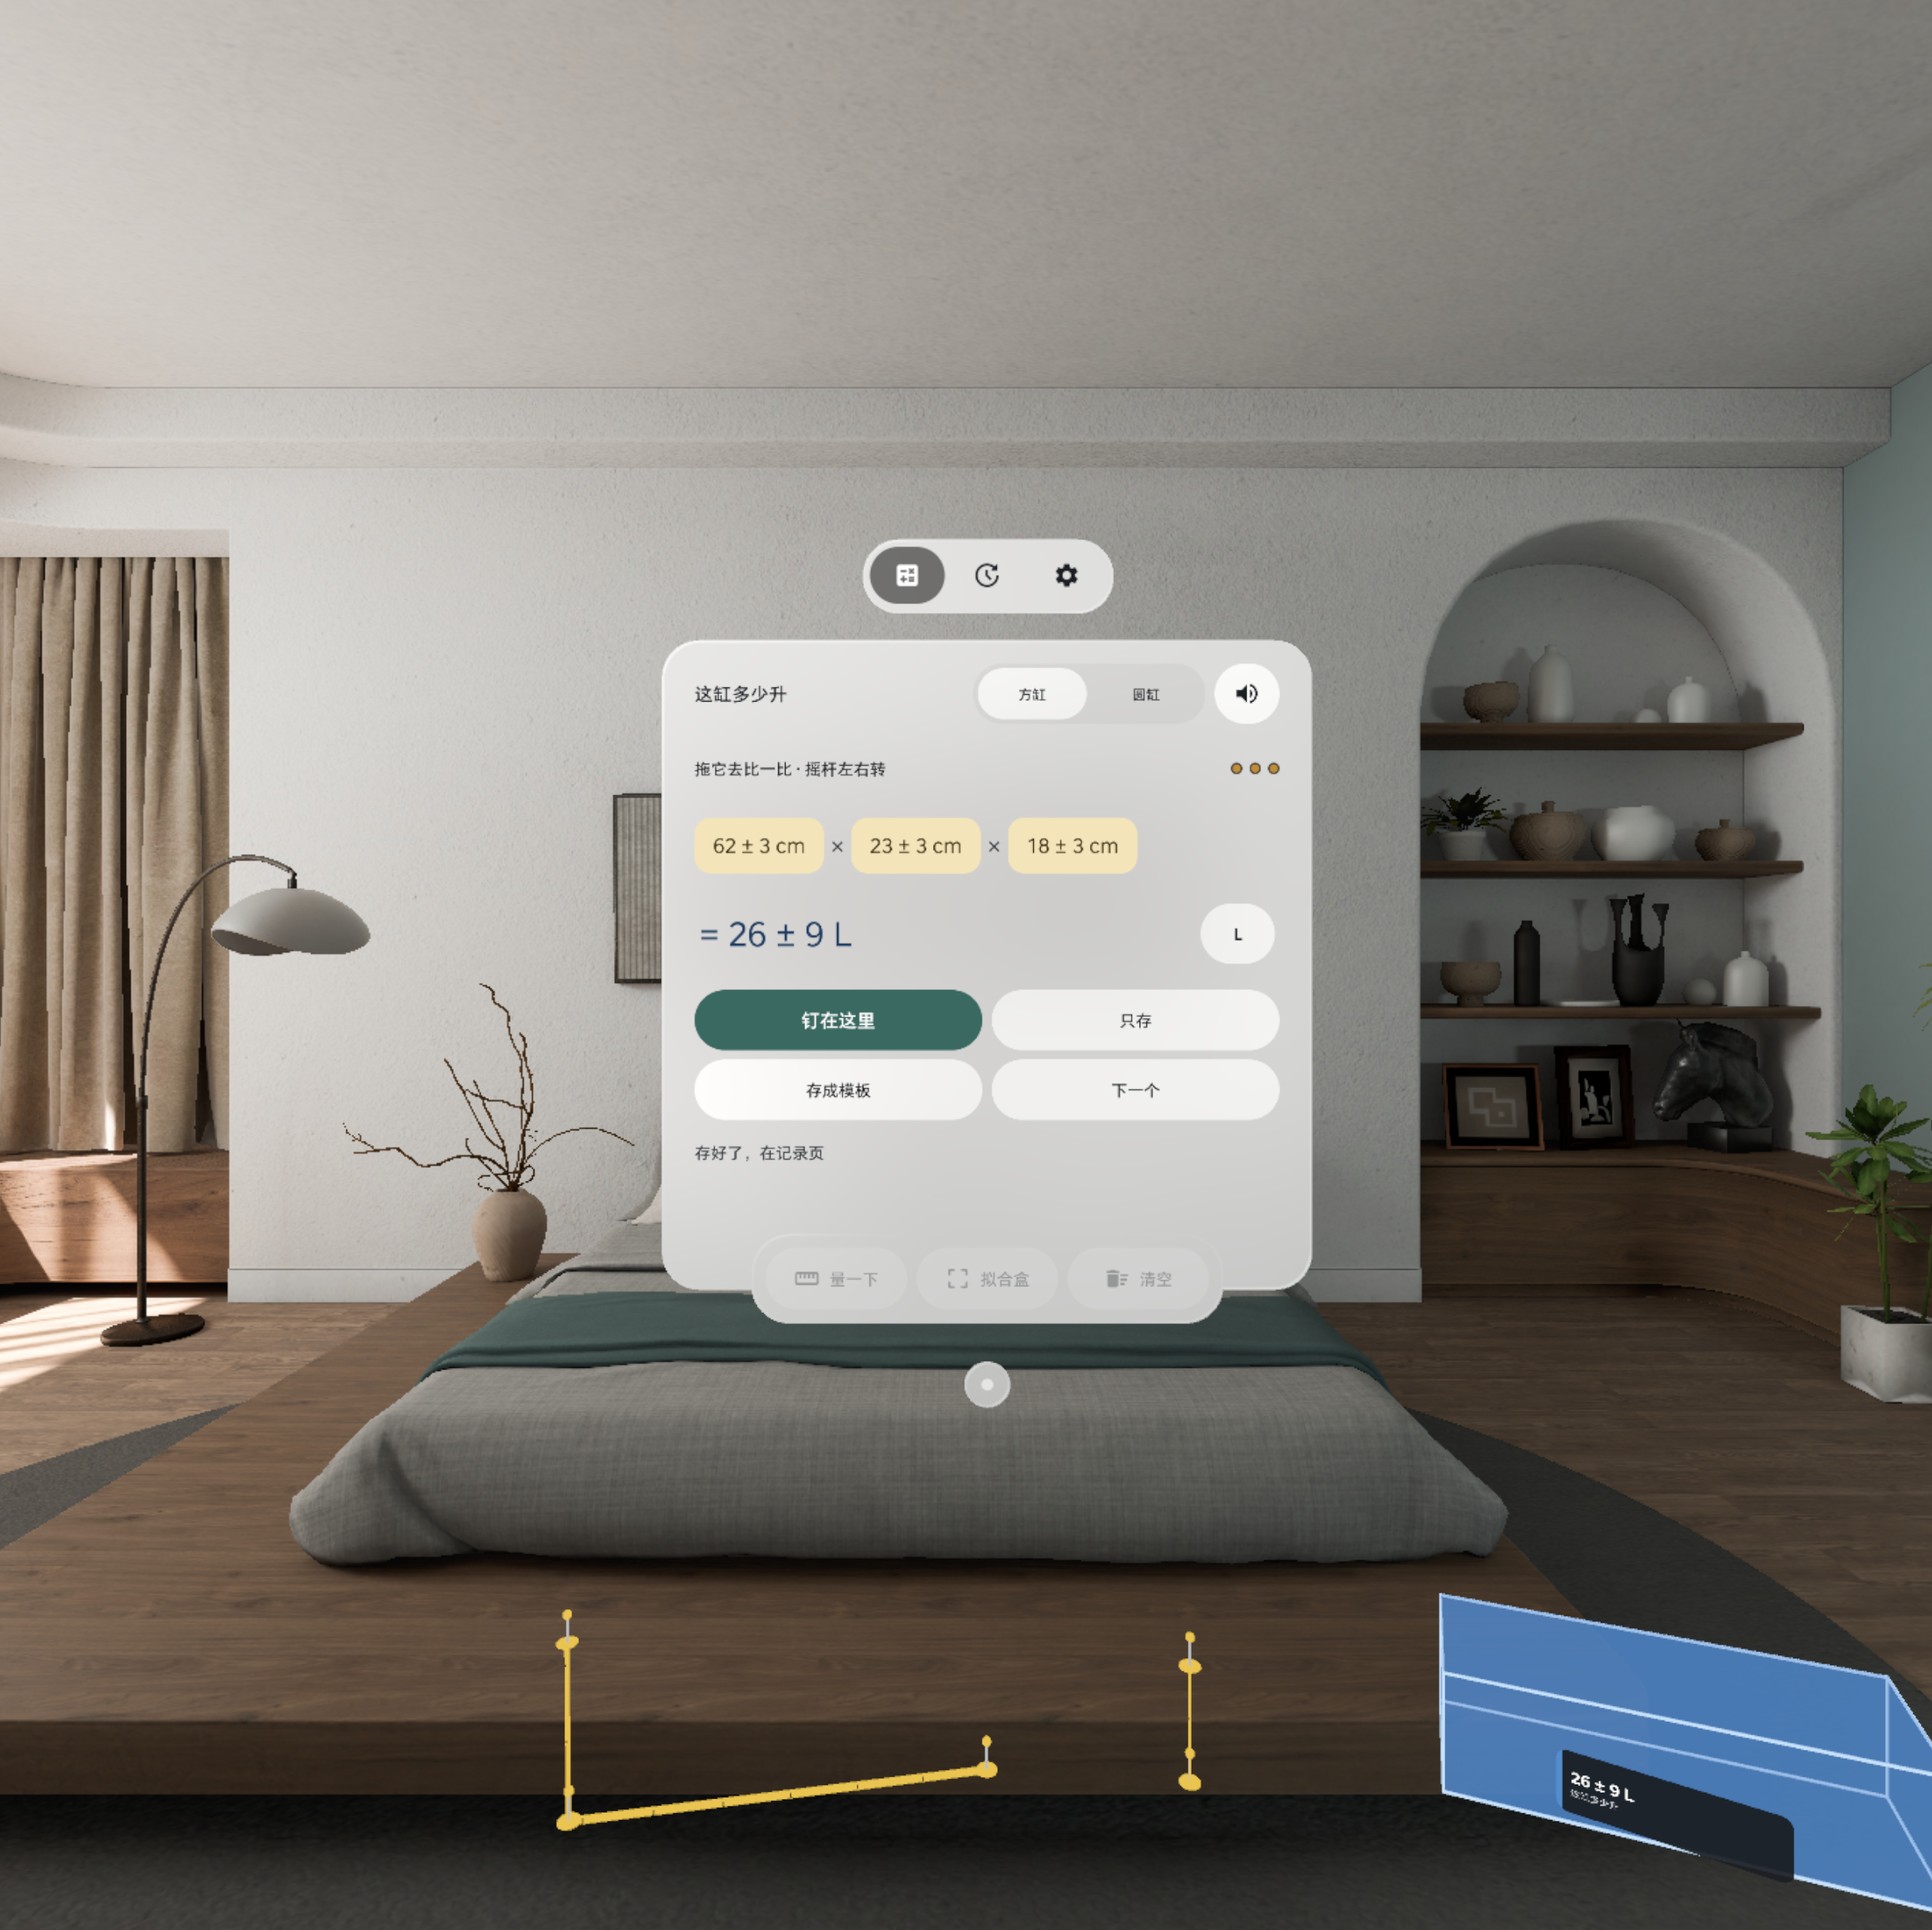 这缸多少升
方缸
圆缸
拖它去比一比 · 摇杆左右转
62 ± 3 cm × 23 ± 3 cm × 18 ± 3 cm
= 26 ± 9 L
L
钉在这里
只存
存成模板
下一个
存好了，在记录页
量一下
拟合盒
清空
26 ± 9 L